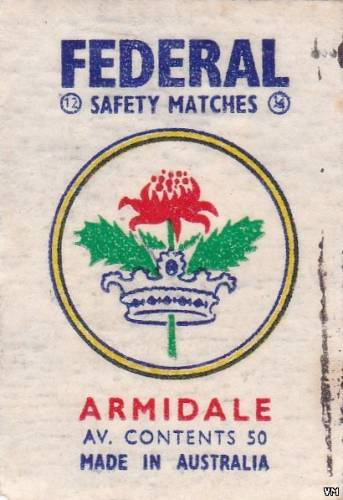 FEDERAL
12 SAFETY MATCHES
ARMIDALE
AV. CONTENTS 50
MADE IN AUSTRALIA
VM